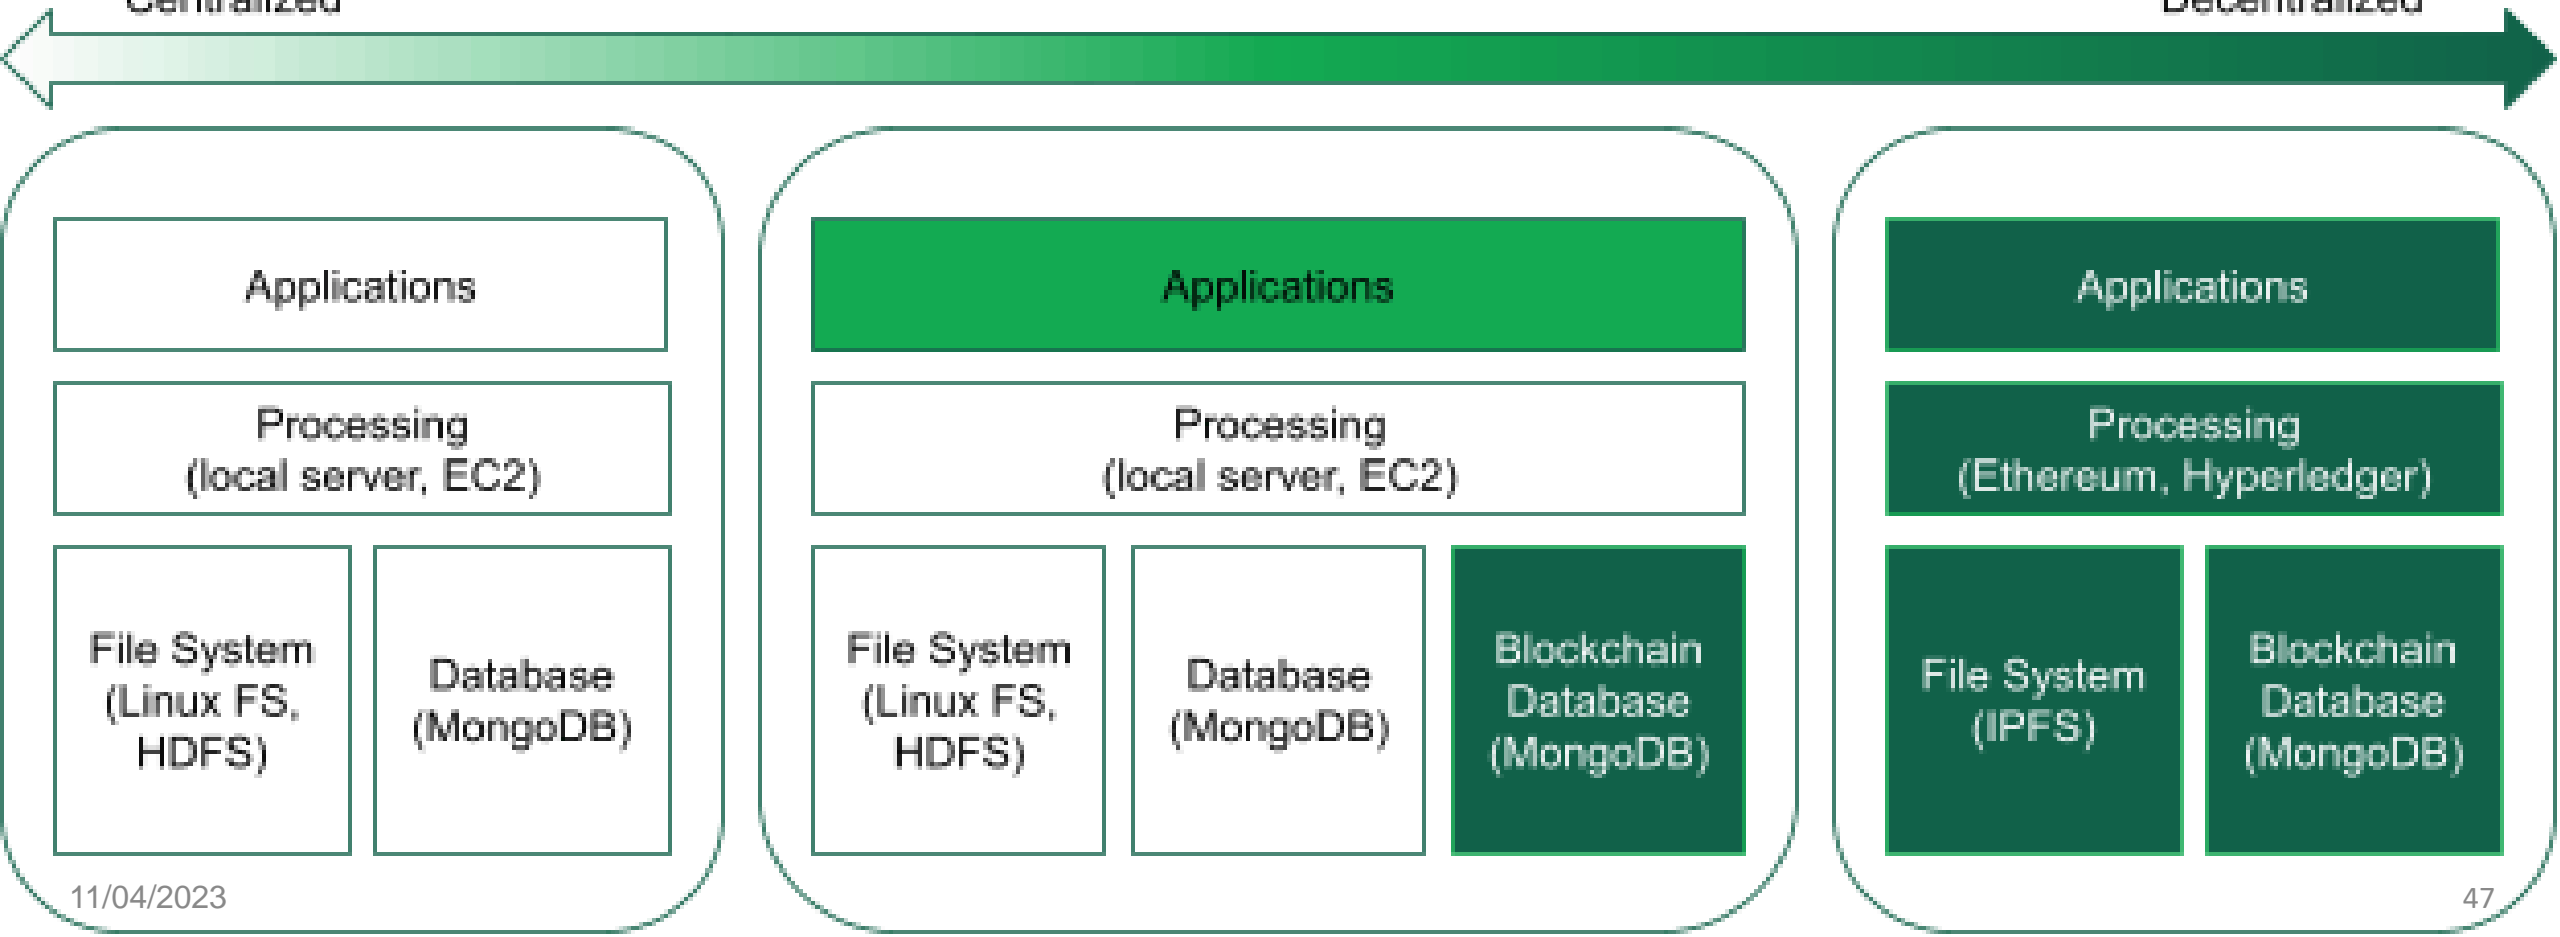 Centralized
Decentralized
Applications
Processing
(local server, EC2)
File System
(Linux FS,
HDFS)
Database
(MongoDB)
Applications
Processing
(local server, EC2)
File System
(Linux FS,
HDFS)
Database
(MongoDB)
Blockchain
Database
(MongoDB)
Applications
Processing
(Ethereum, Hyperledger)
File System
(IPFS)
Blockchain
Database
(MongoDB)
11/04/2023
47